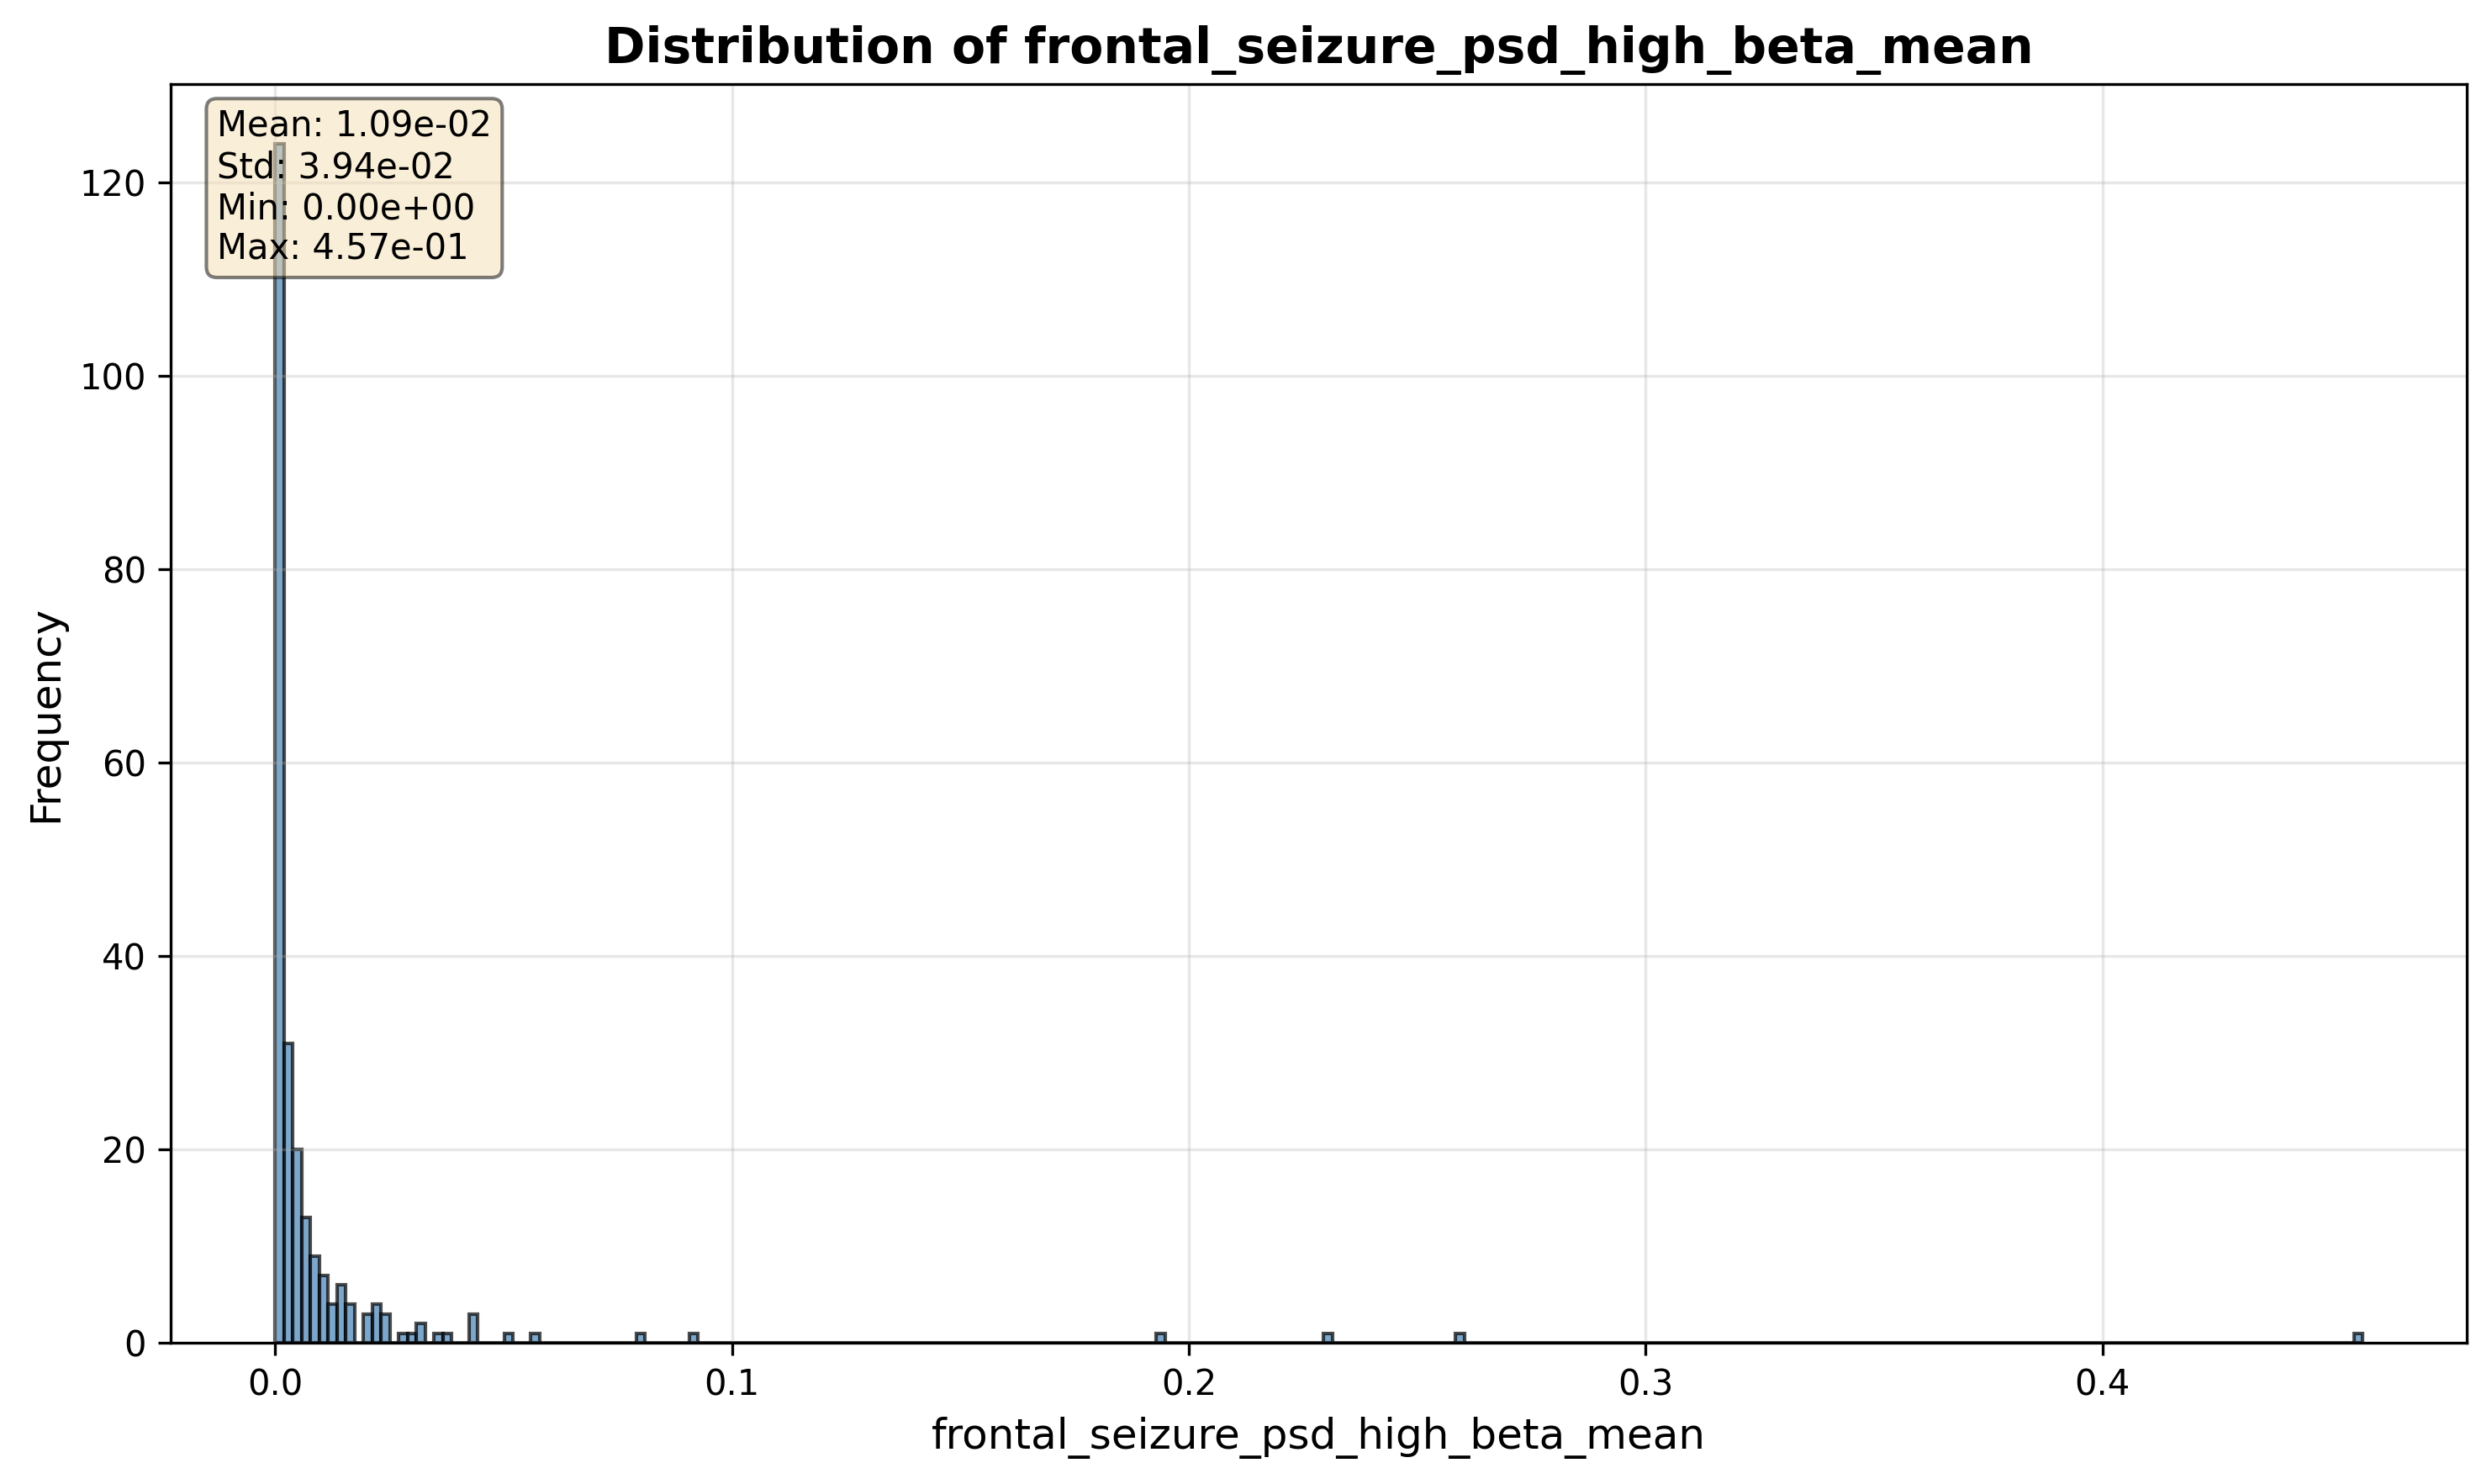 Distribution of frontal_seizure_psd_high_beta_mean
Mean: 1.09e-02
Std: 3.94e-02
Min: 0.00e+00
Max: 4.57e-01
120
100
80
60
40
20
0
Frequency
0.0 0.1 0.2 0.3 0.4
frontal_seizure_psd_high_beta_mean